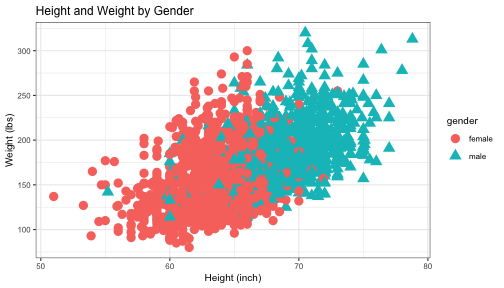 Height and Weight by Gender
Weight (lbs)
300
250
200
150
100
50
60
70
80
Height (inch)
gender
female
male